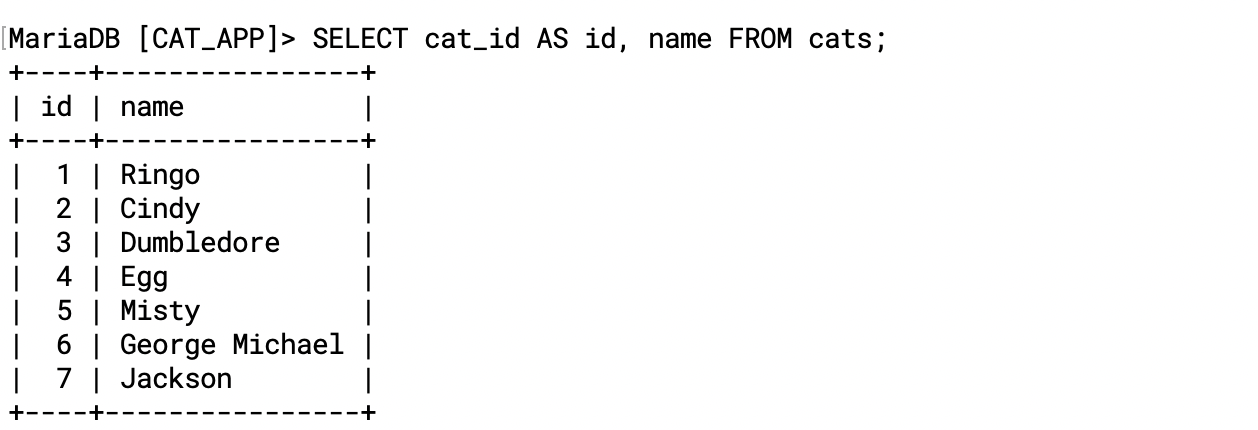 MariaDB [CAT_APP]> SELECT cat_id AS id, name FROM cats;
+----+----------------+
| id | name           |
+----+----------------+
|  1 | Ringo          |
|  2 | Cindy          |
|  3 | Dumbledore     |
|  4 | Egg            |
|  5 | Misty          |
|  6 | George Michael |
|  7 | Jackson        |
+----+----------------+